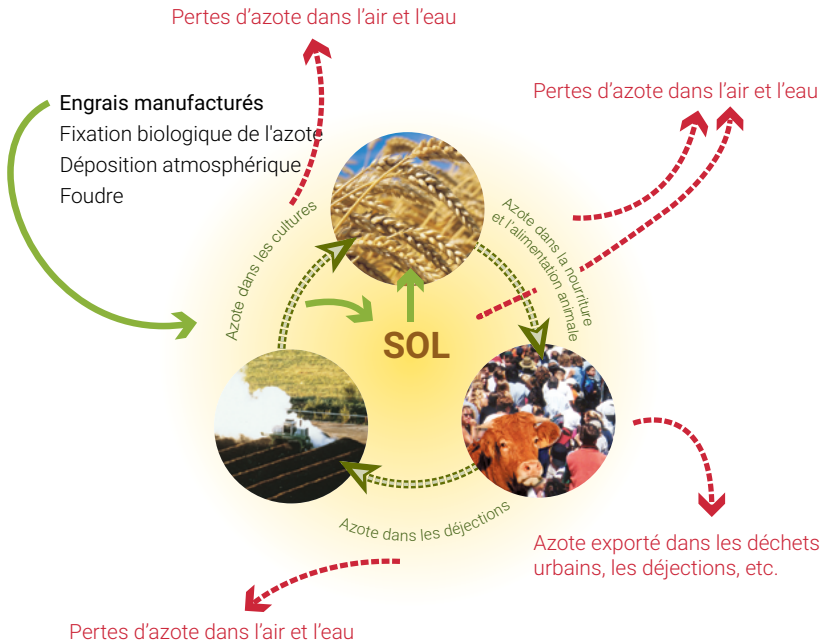 Pertes d'azote dans l'air et l'eau
Pertes d'azote dans l'air et l'eau
Engrais manufacturés
Fixation biologique de l'azote
Déposition atmosphérique
Foudre
Azote dans les cultures
Azote dans la nourriture
et l'alimentation animale
SOL
Azote dans les déjections
Azote exporté dans les déchets
urbains, les déjections, etc.
Pertes d'azote dans l'air et l'eau